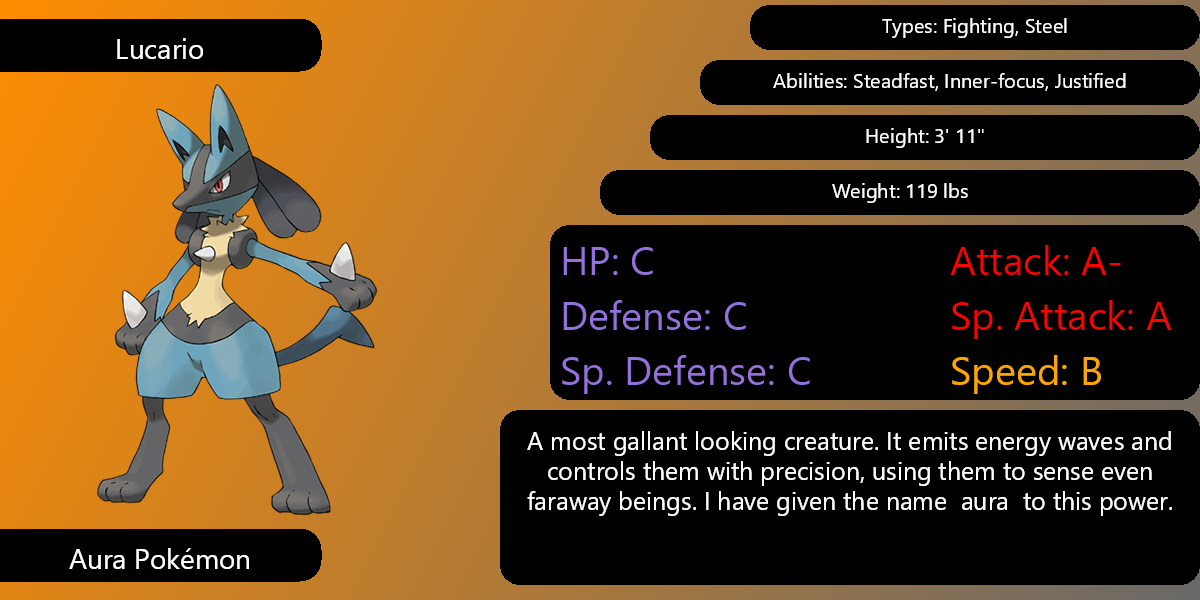 Lucario
Types: Fighting, Steel
Abilities: Steadfast, Inner-focus, Justified
Height: 3' 11"
Weight: 119 lbs
HP: C
Attack: A-
Defense: C
Sp. Attack: A
Sp. Defense: C
Speed: B
A most gallant looking creature. It emits energy waves and
controls them with precision, using them to sense even
faraway beings. I have given the name  aura  to this power.
Aura Pokémon